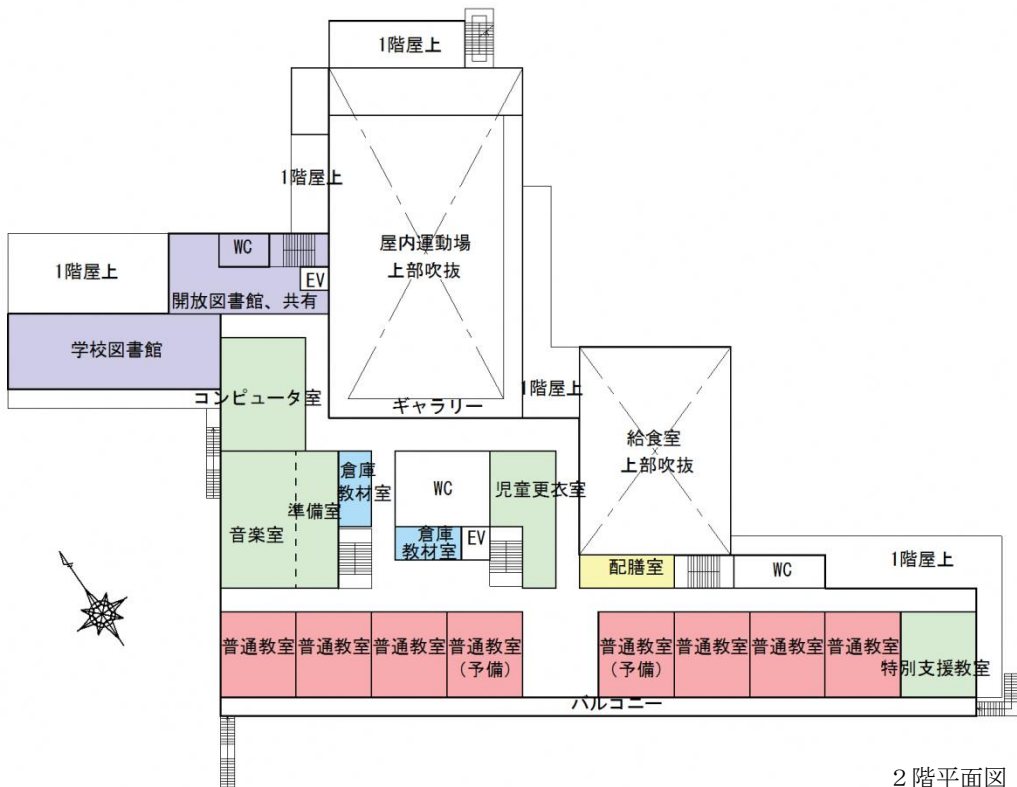 1階屋上
1階屋上
屋内運動場
上部吹抜
WC
EV
1階屋上
開放図書館、共有
学校図書館
コンピュータ室
ギャラリー
1階屋上
給食室
上部吹抜
倉庫
教材室
WC
児童更衣室
準備室
音楽室
倉庫
教材室
EV
配膳室
WC
1階屋上
普通教室
普通教室
普通教室
普通教室
（予備）
普通教室
（予備）
普通教室
普通教室
普通教室
特別支援教室
バルコニー
２階平面図